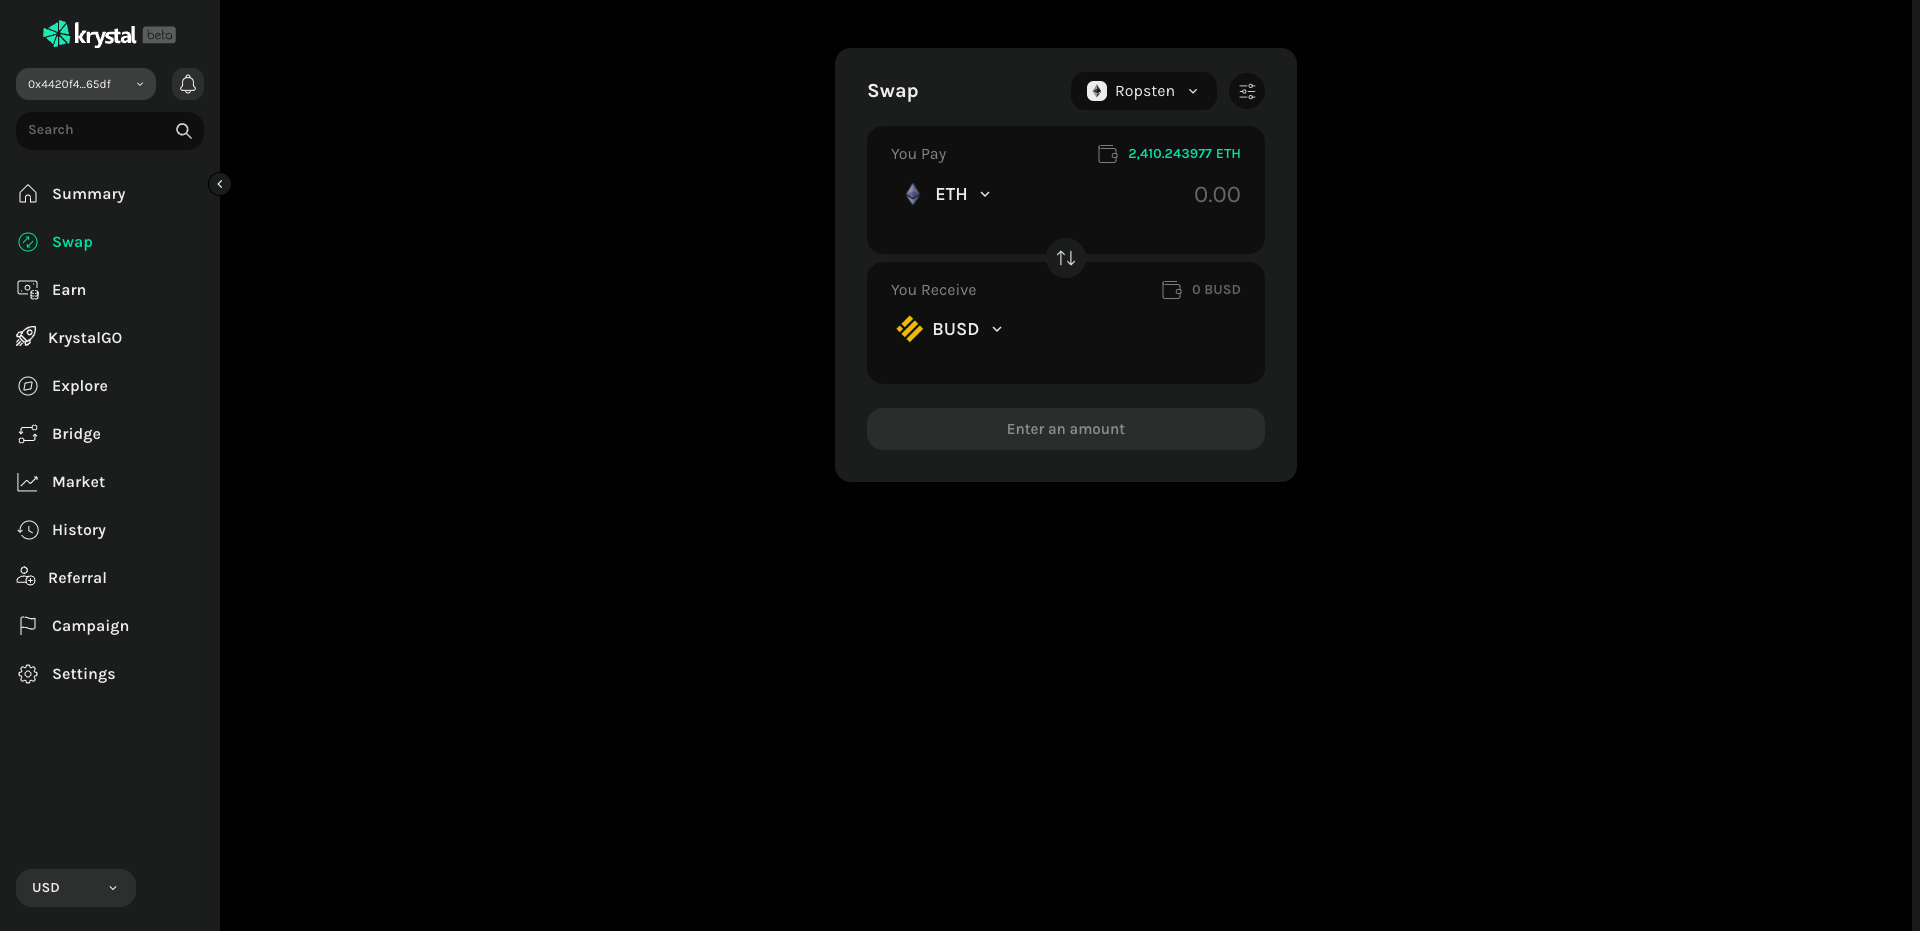 krystal beta
0x4420f4...65df
Search
Summary
Swap
Earn
KrystalGO
Explore
Bridge
Market
History
Referral
Campaign
Settings
USD
Swap
Ropsten
You Pay
2,410.243977 ETH
ETH
0.00
You Receive
0 BUSD
BUSD
Enter an amount